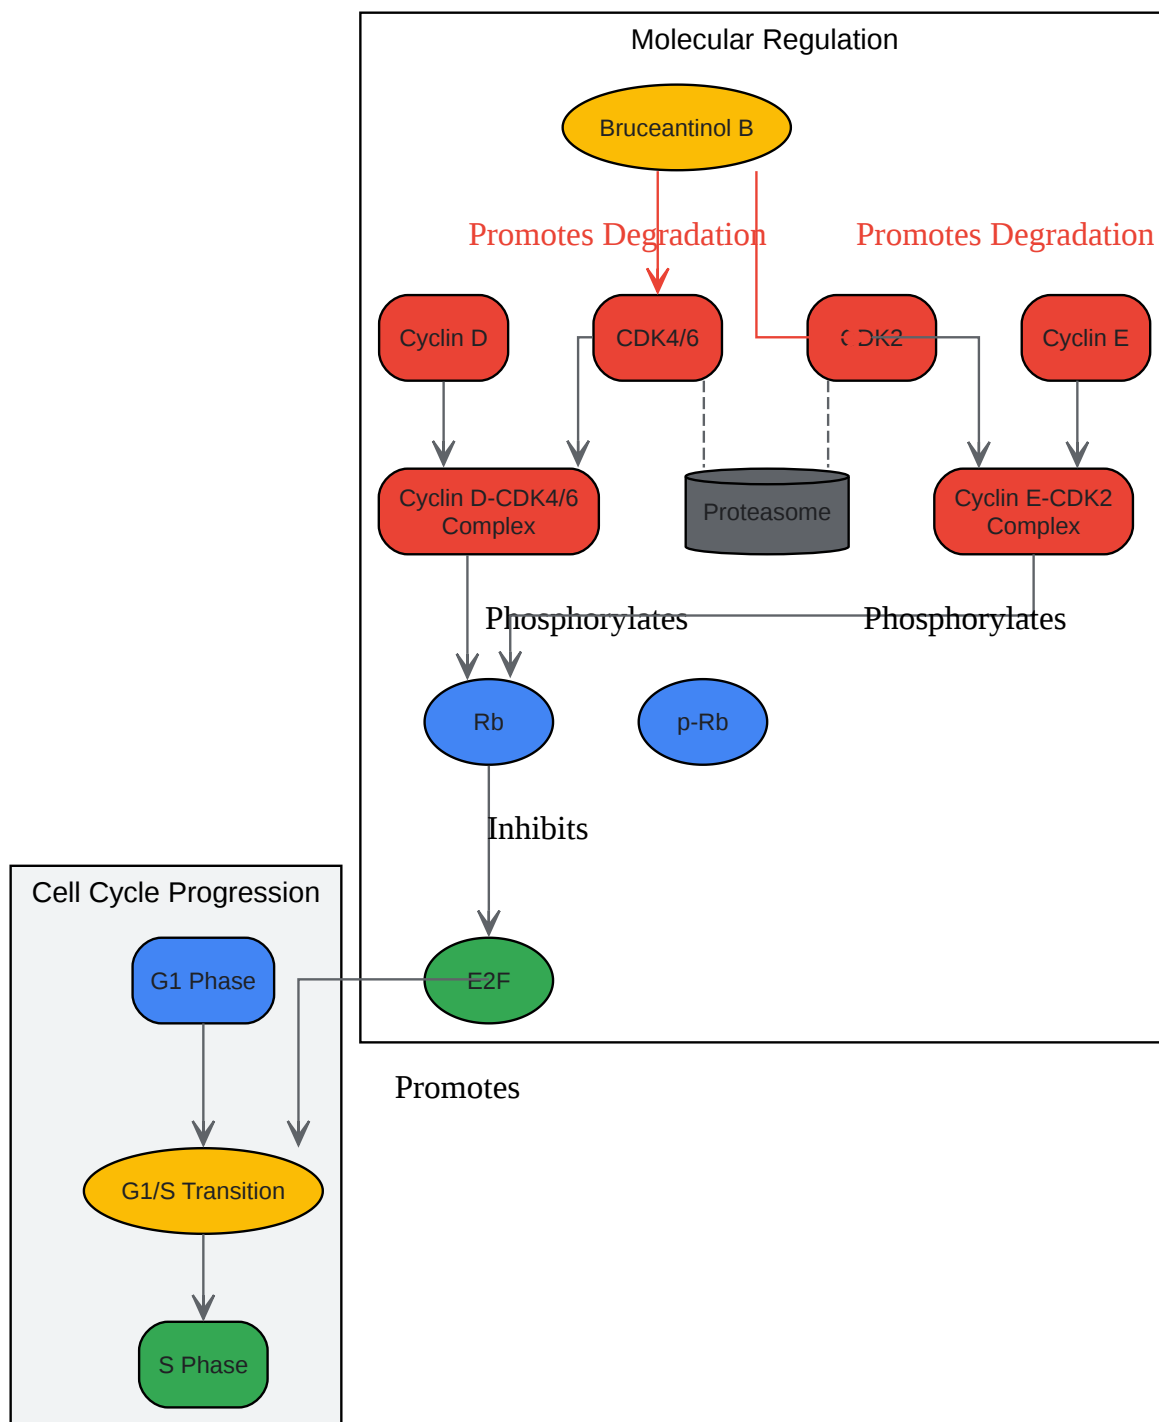 Molecular Regulation
Bruceantinol B
Promotes Degradation
Promotes Degradation
Cyclin D
CDK4/6
CDK2
Cyclin E
Cyclin D-CDK4/6
Complex
Proteasome
Cyclin E-CDK2
Complex
Phosphorylates
Phosphorylates
Rb
p-Rb
Inhibits
Cell Cycle Progression
G1 Phase
E2F
Promotes
G1/S Transition
S Phase